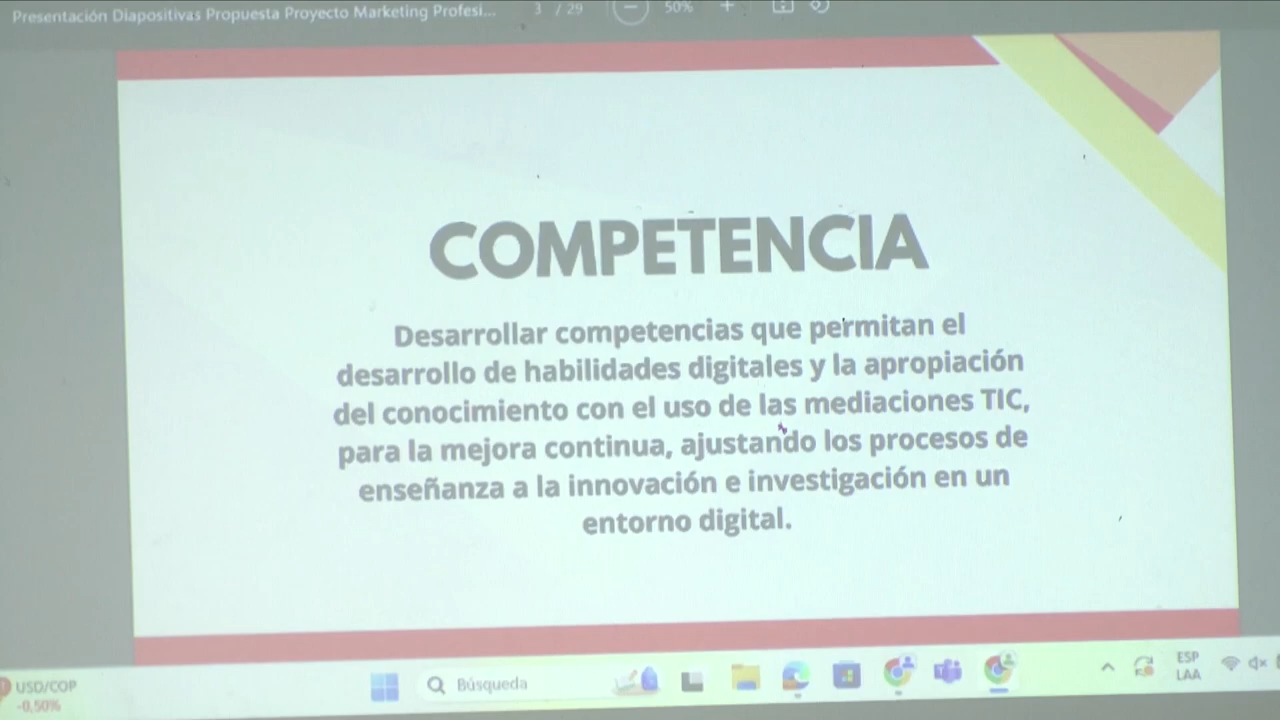 Presentación Diapositivas Propuesta Proyecto Marketing Profesi...
3 / 29
50%
COMPETENCIA
Desarrollar competencias que permitan el
desarrollo de habilidades digitales y la apropiación
del conocimiento con el uso de las mediaciones TIC,
para la mejora continua, ajustando los procesos de
enseñanza a la innovación e investigación en un
entorno digital.
USD/COP
-0,50%
Búsqueda
ESP
LAA